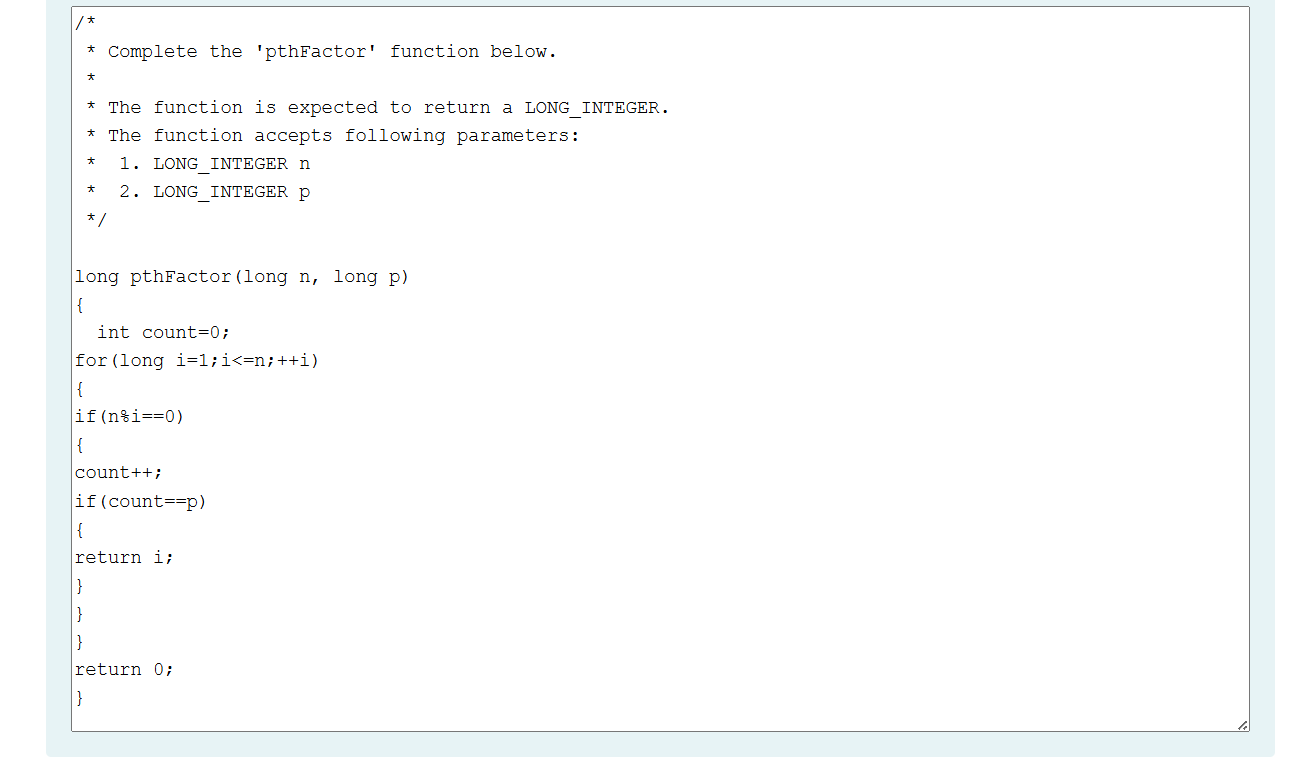 /*
 * Complete the 'pthFactor' function below.
 *
 * The function is expected to return a LONG_INTEGER.
 * The function accepts following parameters:
 *  1. LONG_INTEGER n
 *  2. LONG_INTEGER p
 */

long pthFactor(long n, long p)
{
  int count=0;
for(long i=1;i<=n;++i)
{
if(n%i==0)
{
count++;
if(count==p)
{
return i;
}
}
}
return 0;
}